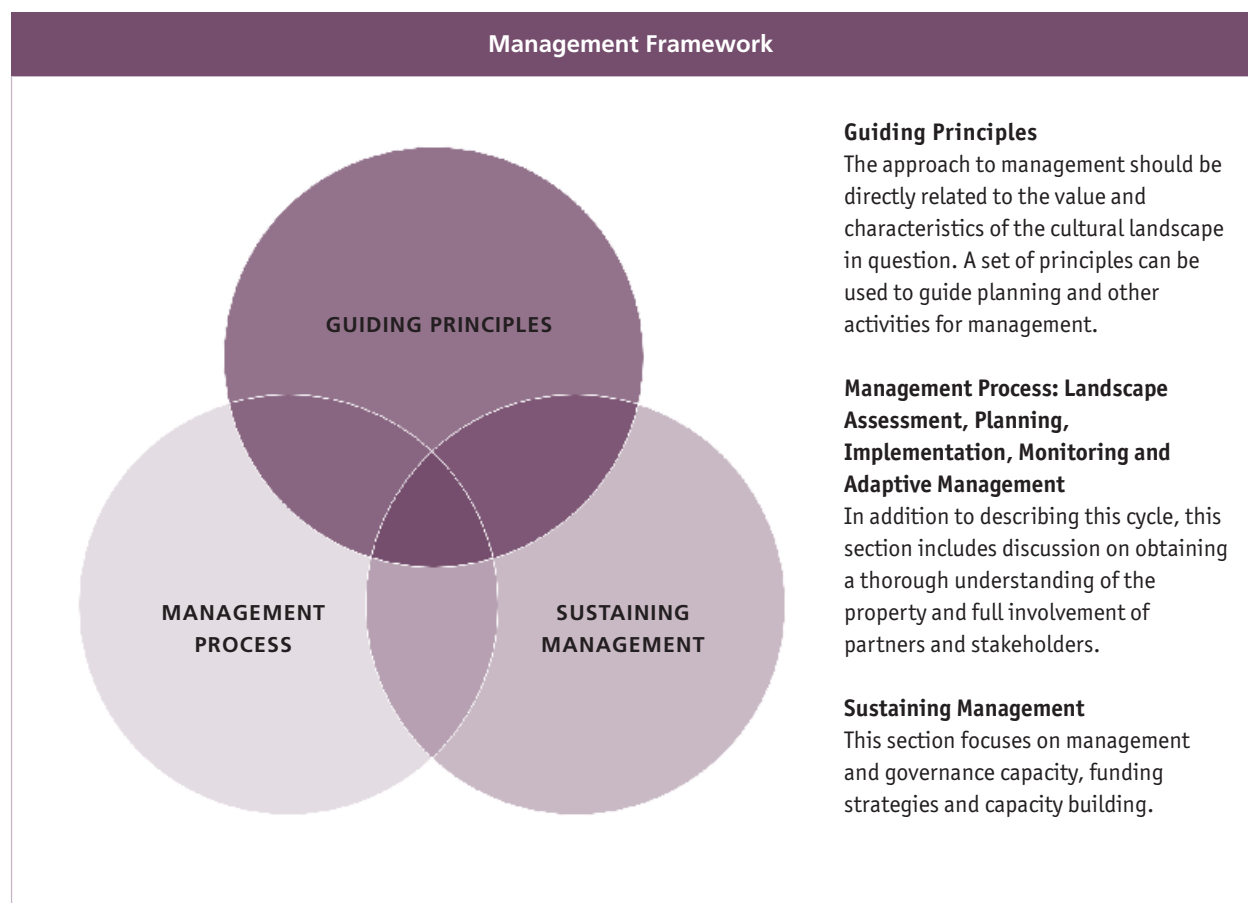 Management Framework
GUIDING PRINCIPLES
MANAGEMENT
PROCESS
SUSTAINING
MANAGEMENT
Guiding Principles
The approach to management should be
directly related to the value and
characteristics of the cultural landscape
in question. A set of principles can be
used to guide planning and other
activities for management.
Management Process: Landscape
Assessment, Planning,
Implementation, Monitoring and
Adaptive Management
In addition to describing this cycle, this
section includes discussion on obtaining
a thorough understanding of the
property and full involvement of
partners and stakeholders.
Sustaining Management
This section focuses on management
and governance capacity, funding
strategies and capacity building.